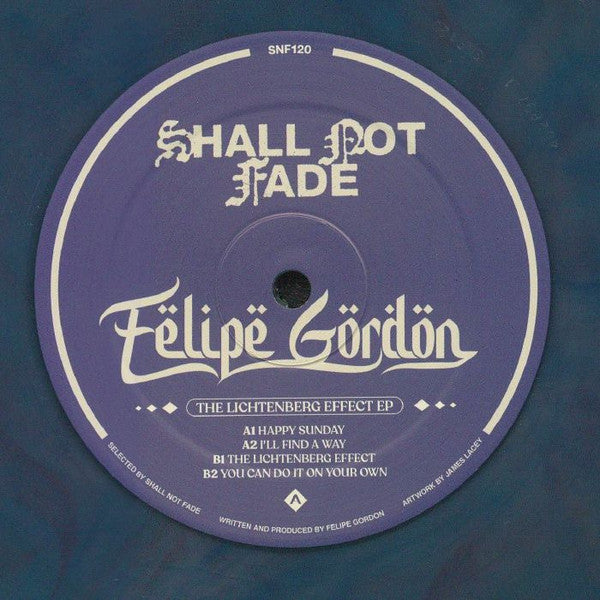 SNF120
SHALL NOT
FADE
Fëlipë Gördön
THE LICHTENBERG EFFECT EP
A1 HAPPY SUNDAY
A2 I'LL FIND A WAY
B1 THE LICHTENBERG EFFECT
B2 YOU CAN DO IT ON YOUR OWN
SELECTED BY SHALL NOT FADE
WRITTEN AND PRODUCED BY FELIPE GORDON
ARTWORK BY JAMES LACEY